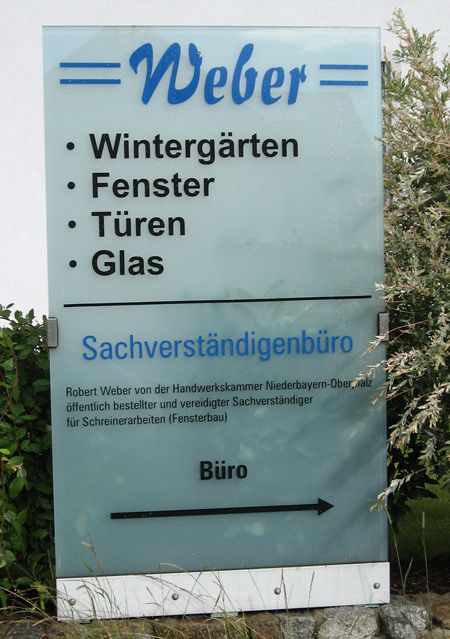 Weber
• Wintergärten
• Fenster
• Türen
• Glas
Sachverständigenbüro
Robert Weber von der Handwerkskammer Niederbayern-Oberpfalz
öffentlich bestellter und vereidigter Sachverständiger
für Schreinerarbeiten (Fensterbau)
Büro